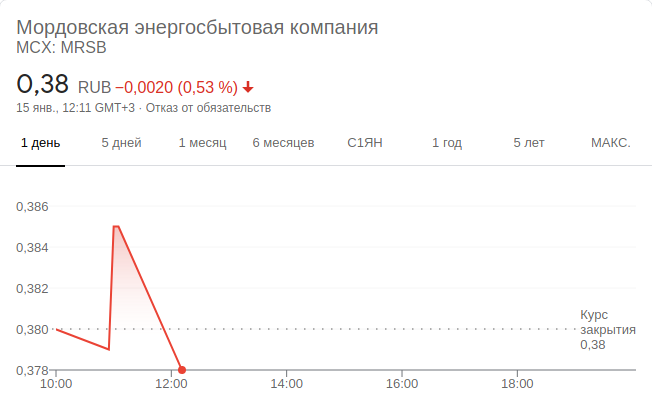 Мордовская энергосбытовая компания
MCX: MRSB
0,38 RUB −0,0020 (0,53 %)
15 янв., 12:11 GMT+3 · Отказ от обязательств
1 день 5 дней 1 месяц 6 месяцев С1ЯН 1 год 5 лет МАКС.
0,386
0,384
0,382
0,380
0,378
Курс
закрытия
0,38
10:00 12:00 14:00 16:00 18:00